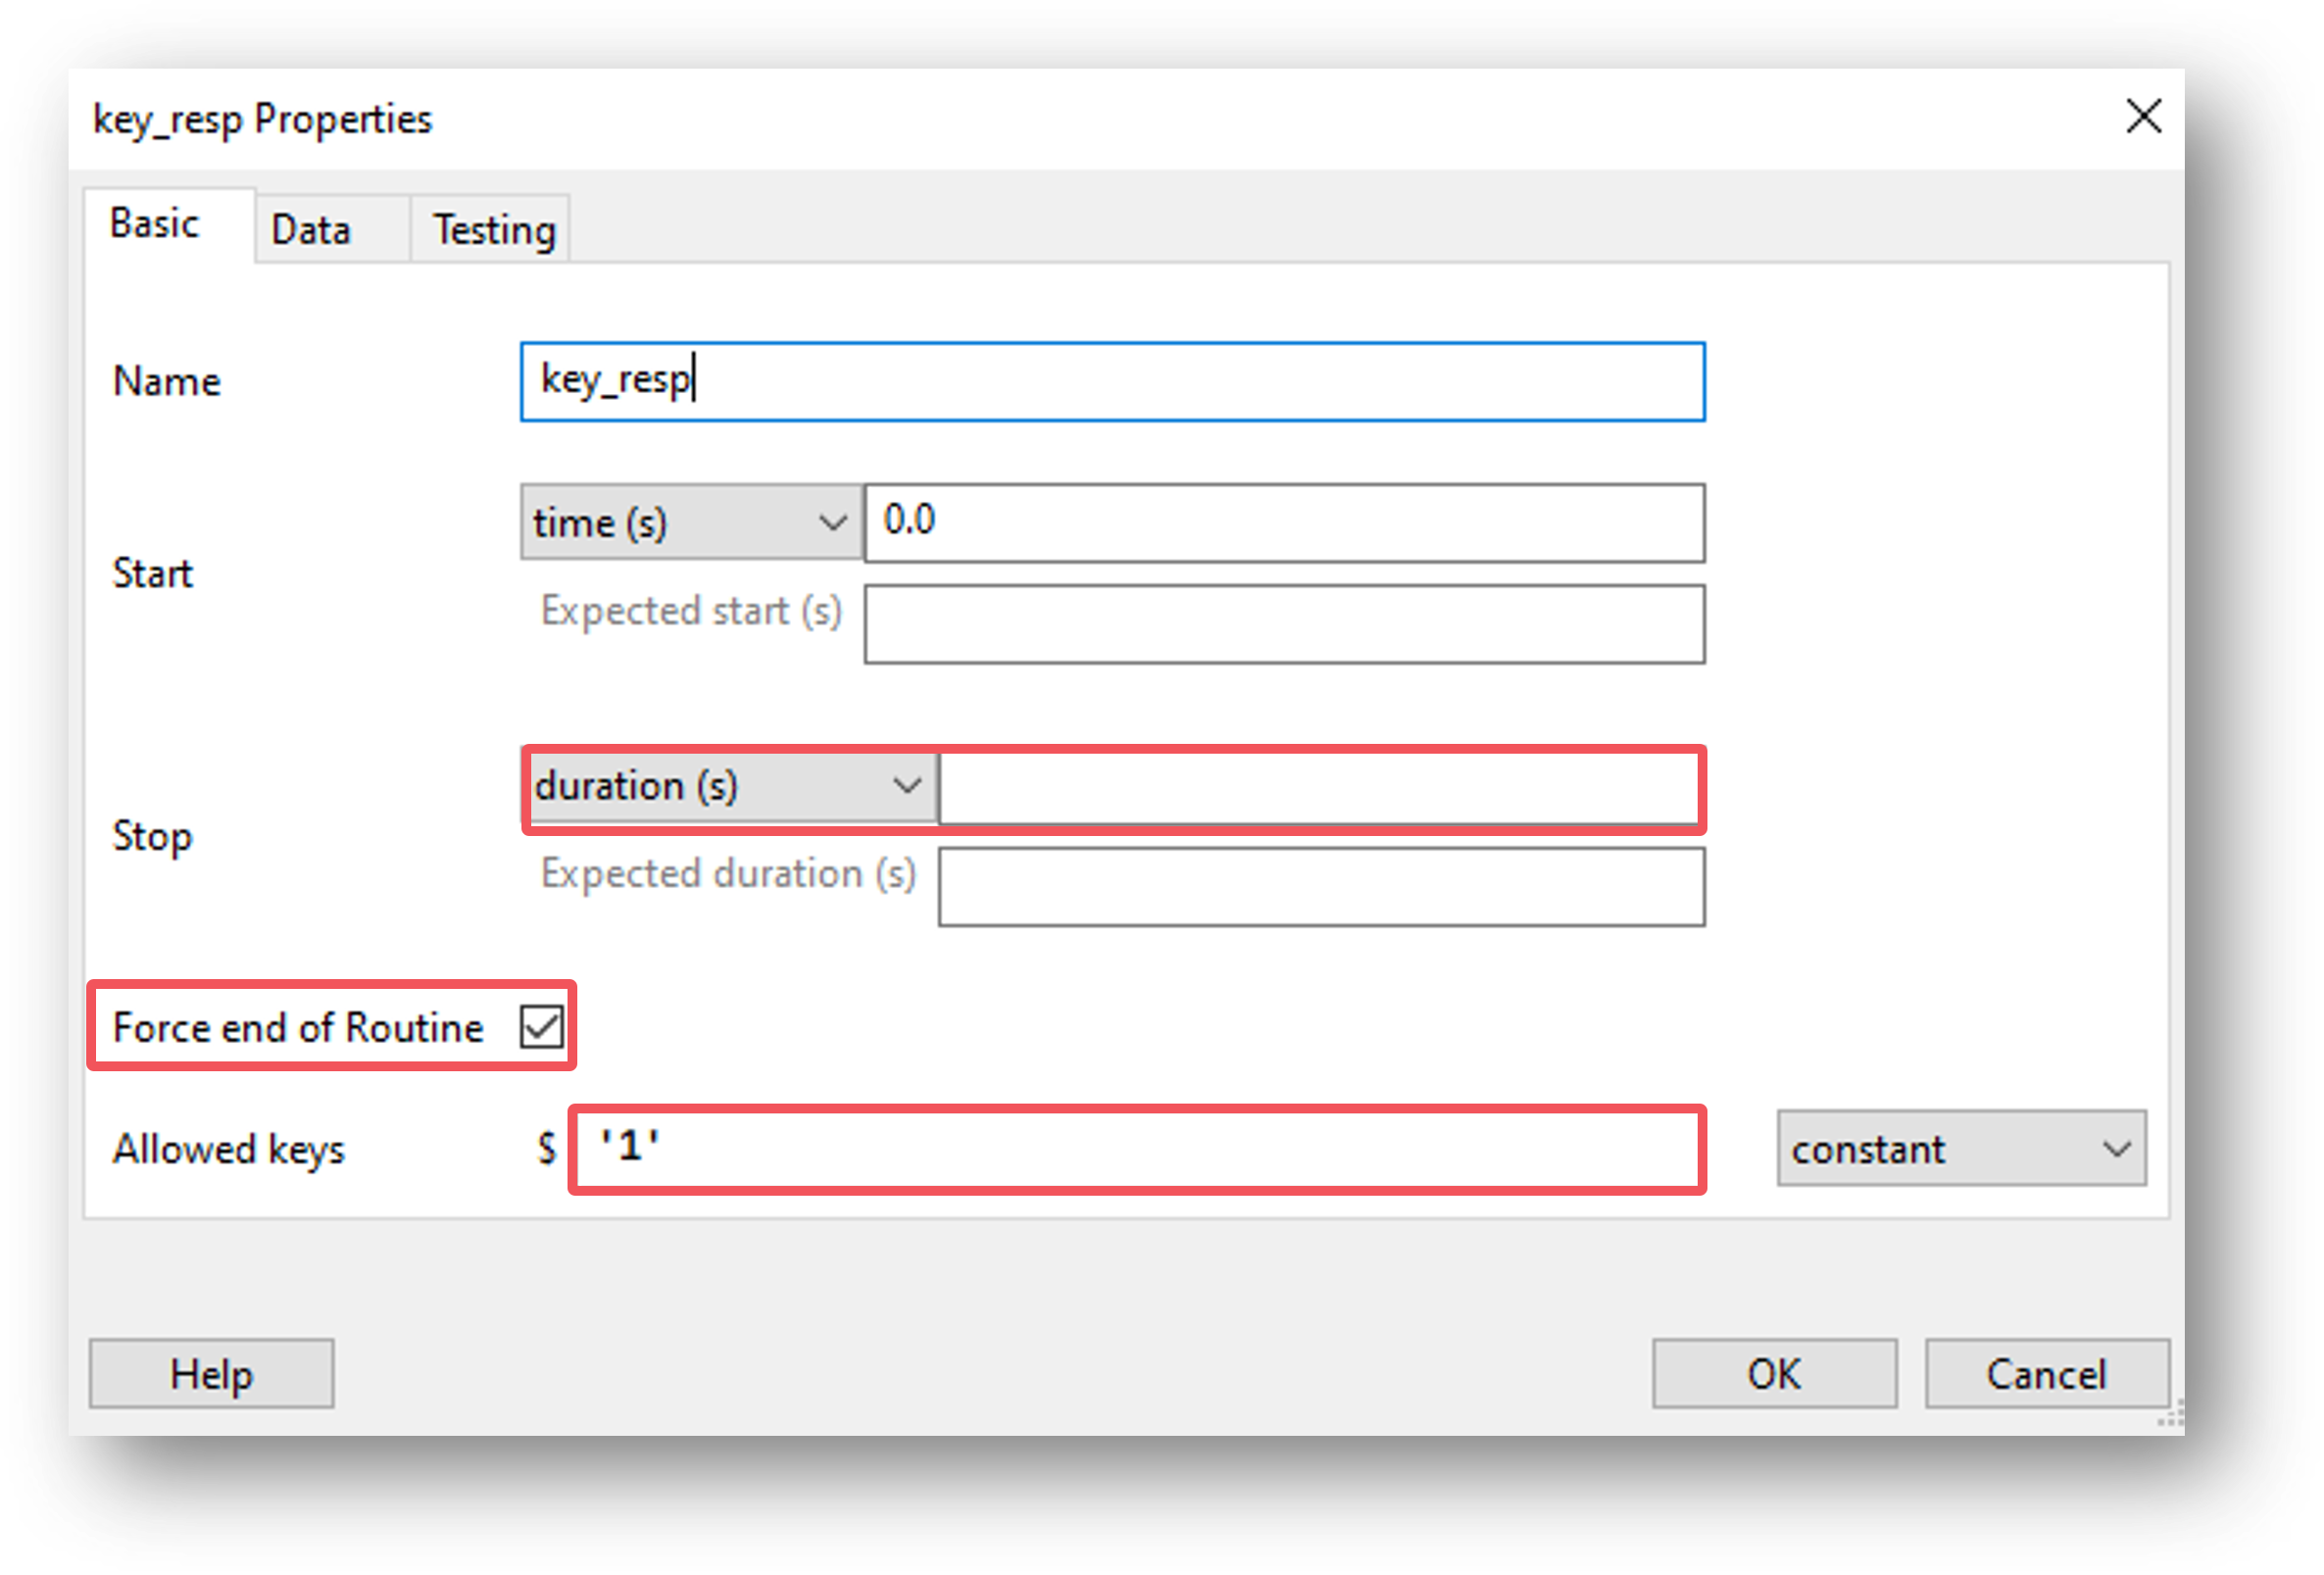 key_resp Properties
Basic Data Testing
Name key_resp
time (s) 0.0
Start
Expected start (s)
duration (s)
Stop
Expected duration (s)
Force end of Routine
Allowed keys $ '1' constant
Help OK Cancel